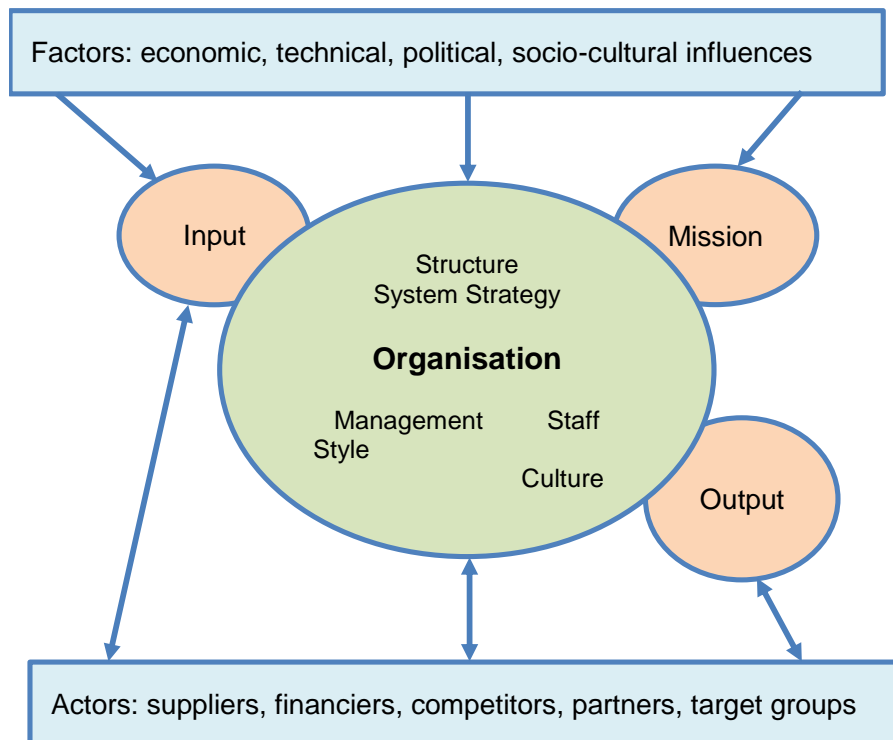 Factors: economic, technical, political, socio-cultural influences
Input
Mission
Structure
System Strategy
Organisation
Management
Style
Staff
Culture
Output
Actors: suppliers, financiers, competitors, partners, target groups